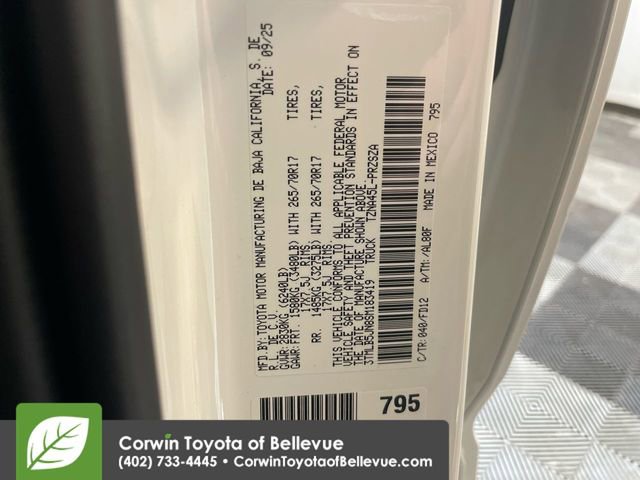 MFD.BY: TOYOTA MOTOR MANUFACTURING DE BAJA CALIFORNIA, S. DE
R.L. DE C.V. DATE: 09/25
GVWR: 2830KG (6240LB)
GAWR: FRT. 1580KG (3480LB) WITH 265/70R17 TIRES,
17X7.5J RIMS,
RR. 1485KG (3275LB) WITH 265/70R17 TIRES,
17X7.5J RIMS.
THIS VEHICLE CONFORMS TO ALL APPLICABLE FEDERAL MOTOR
VEHICLE SAFETY AND THEFT PREVENTION STANDARDS IN EFFECT ON
THE DATE OF MANUFACTURE SHOWN ABOVE.
3TMLB5JN8SM183419 TRUCK TZNA45L-PRZSZA
C/TR: 040/FD12 A/TM: /AL80F MADE IN MEXICO 795
795
Corwin Toyota of Bellevue
(402) 733-4445 • CorwinToyotaofBellevue.com